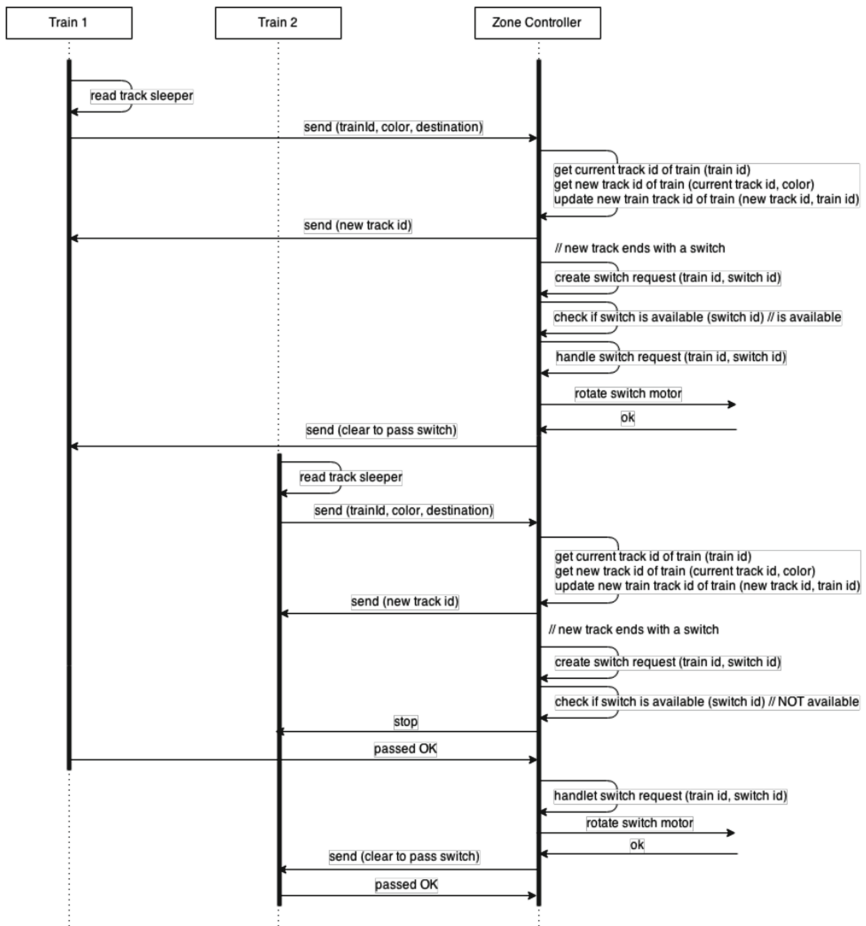 Train 1
Train 2
Zone Controller
read track sleeper
send (trainId, color, destination)
get current track id of train (train id)
get new track id of train (current track id, color)
update new train track id of train (new track id, train id)
send (new track id)
// new track ends with a switch
create switch request (train id, switch id)
check if switch is available (switch id) // is available
handle switch request (train id, switch id)
rotate switch motor
ok
send (clear to pass switch)
read track sleeper
send (trainId, color, destination)
get current track id of train (train id)
get new track id of train (current track id, color)
update new train track id of train (new track id, train id)
send (new track id)
// new track ends with a switch
create switch request (train id, switch id)
check if switch is available (switch id) // NOT available
stop
passed OK
handlet switch request (train id, switch id)
rotate switch motor
ok
send (clear to pass switch)
passed OK